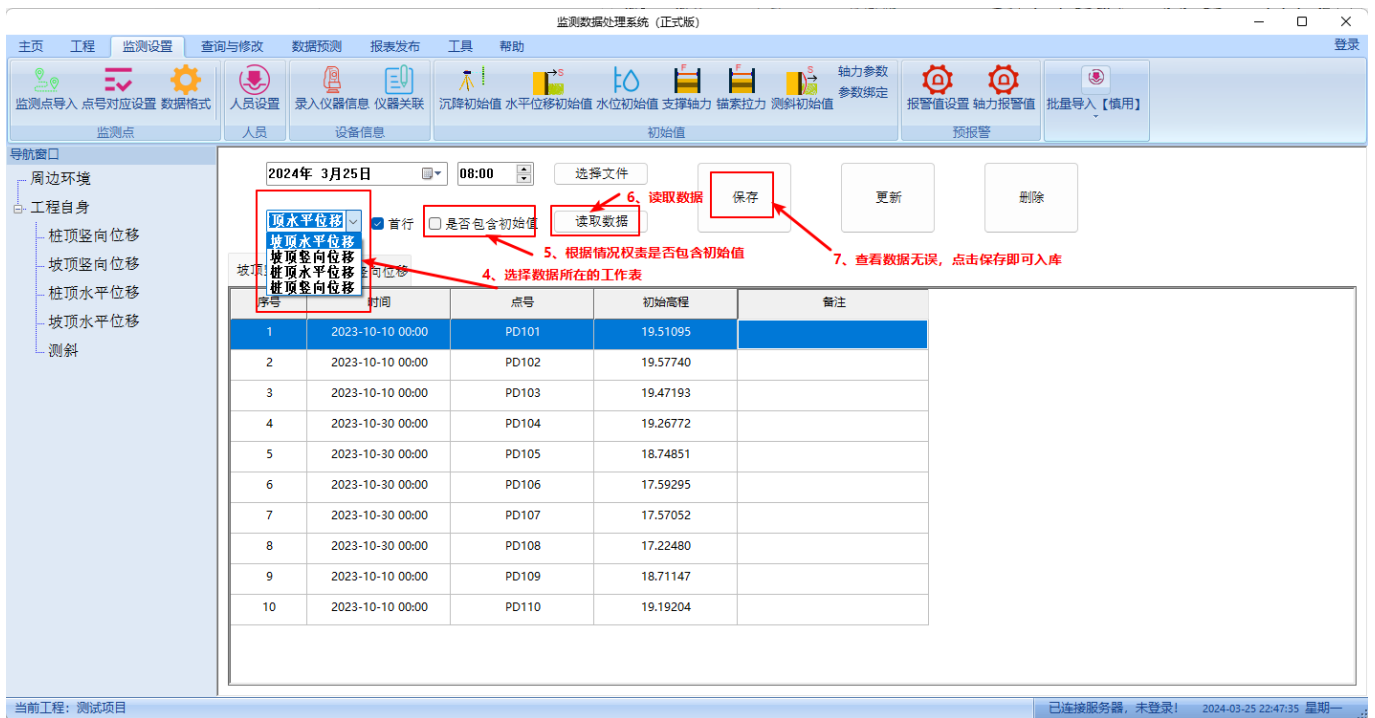 监测数据处理系统（正式版）
主页 工程 监测设置 查询与修改 数据预测 报表发布 工具 帮助 登录
监测点导入 点号对应设置 数据格式 人员设置 录入仪器信息 仪器关联 沉降初始值 水平位移初始值 水位初始值 支撑轴力 锚索拉力 测斜初始值 轴力参数 参数绑定 报警值设置 轴力报警值 批量导入【慎用】
监测点 人员 设备信息 初始值 预报警
导航窗口
周边环境
工程自身
桩顶竖向位移
坡顶竖向位移
桩顶水平位移
坡顶水平位移
测斜
2024年 3月25日 08:00 选择文件 保存 更新 删除
6、读取数据
顶水平位移 首行 是否包含初始值 读取数据
坡顶水平位移
坡顶竖向位移
桩顶水平位移
桩顶竖向位移
5、根据情况权责是否包含初始值
7、查看数据无误，点击保存即可入库
4、选择数据所在的工作表
坡顶 竖向位移
序号 时间 点号 初始高程 备注
1 2023-10-10 00:00 PD101 19.51095
2 2023-10-10 00:00 PD102 19.57740
3 2023-10-10 00:00 PD103 19.47193
4 2023-10-30 00:00 PD104 19.26772
5 2023-10-30 00:00 PD105 18.74851
6 2023-10-30 00:00 PD106 17.59295
7 2023-10-30 00:00 PD107 17.57052
8 2023-10-30 00:00 PD108 17.22480
9 2023-10-10 00:00 PD109 18.71147
10 2023-10-10 00:00 PD110 19.19204
当前工程：测试项目 已连接服务器，未登录！ 2024-03-25 22:47:35 星期一